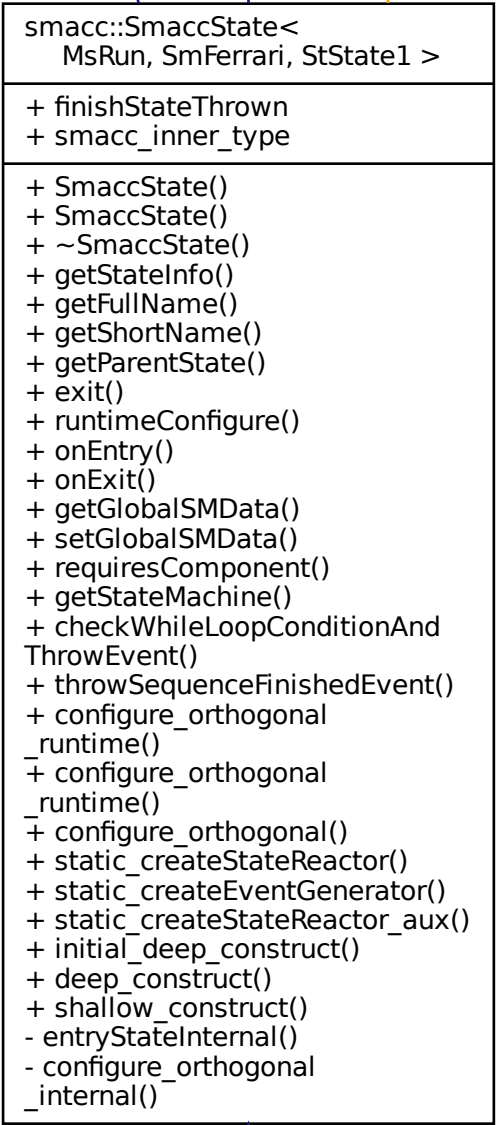 smacc::SmaccState<
MsRun, SmFerrari, StState1 >
+ finishStateThrown
+ smacc_inner_type
+ SmaccState()
+ SmaccState()
+ ~SmaccState()
+ getStateInfo()
+ getFullName()
+ getShortName()
+ getParentState()
+ exit()
+ runtimeConfigure()
+ onEntry()
+ onExit()
+ getGlobalSMData()
+ setGlobalSMData()
+ requiresComponent()
+ getStateMachine()
+ checkWhileLoopConditionAnd
ThrowEvent()
+ throwSequenceFinishedEvent()
+ configure_orthogonal
_runtime()
+ configure_orthogonal
_runtime()
+ configure_orthogonal()
+ static_createStateReactor()
+ static_createEventGenerator()
+ static_createStateReactor_aux()
+ initial_deep_construct()
+ deep_construct()
+ shallow_construct()
- entryStateInternal()
- configure_orthogonal
_internal()